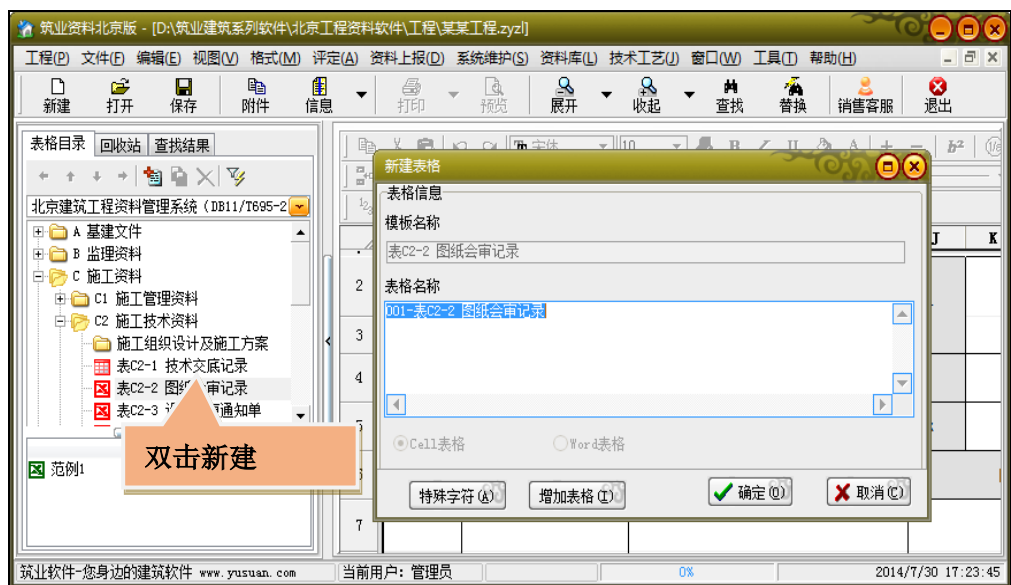 筑业资料北京版 - [D:\筑业建筑系列软件\北京工程资料软件\工程\某某工程.zyzl]
工程(P) 文件(F) 编辑(E) 视图(V) 格式(M) 评定(A) 资料上报(D) 系统维护(S) 资料库(L) 技术工艺(J) 窗口(W) 工具(T) 帮助(H)
新建 打开 保存 附件 信息 打印 预览 展开 收起 查找 替换 销售客服 退出
表格目录 回收站 查找结果
北京建筑工程资料管理系统（DB11/T695-2
A 基建文件
B 监理资料
C 施工资料
C1 施工管理资料
C2 施工技术资料
施工组织设计及施工方案
表C2-1 技术交底记录
表C2-2 图纸会审记录
表C2-3 通知单
双击新建
范例1
字体 10 B I U A b²
J K
2
3
4
5
6
7
新建表格
表格信息
模板名称
表C2-2 图纸会审记录
表格名称
001-表C2-2 图纸会审记录
Cell表格 Word表格
特殊字符(A) 增加表格(I) 确定(O) 取消(C)
筑业软件-您身边的建筑软件 www.yusuan.com 当前用户: 管理员 0% 2014/7/30 17:23:45